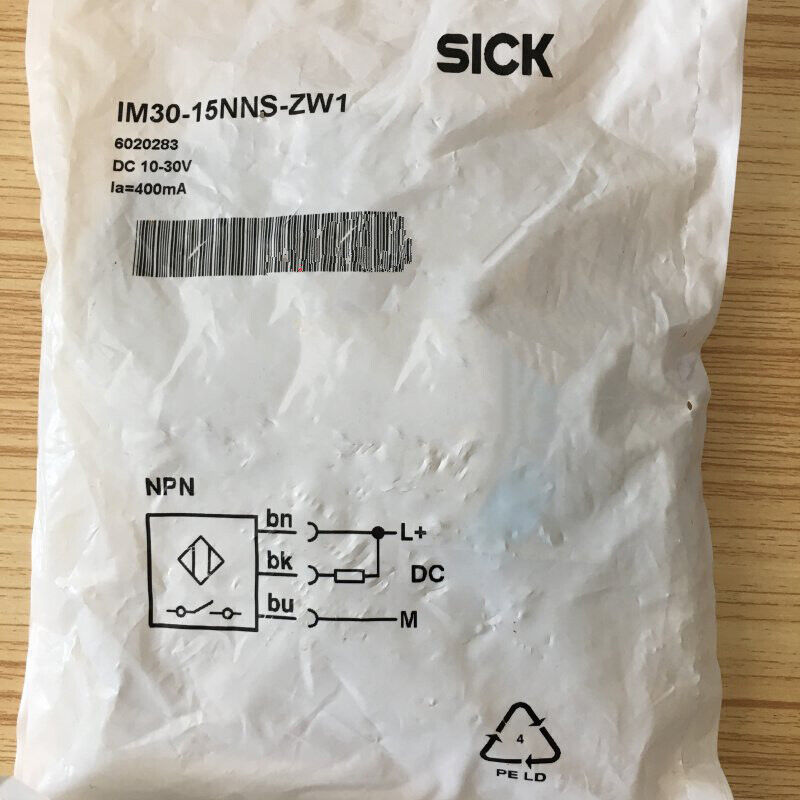 SICK
IM30-15NNS-ZW1
6020283
DC 10-30V
Ia=400mA
NPN
bn
L+
bk
DC
bu
M
4
PE LD